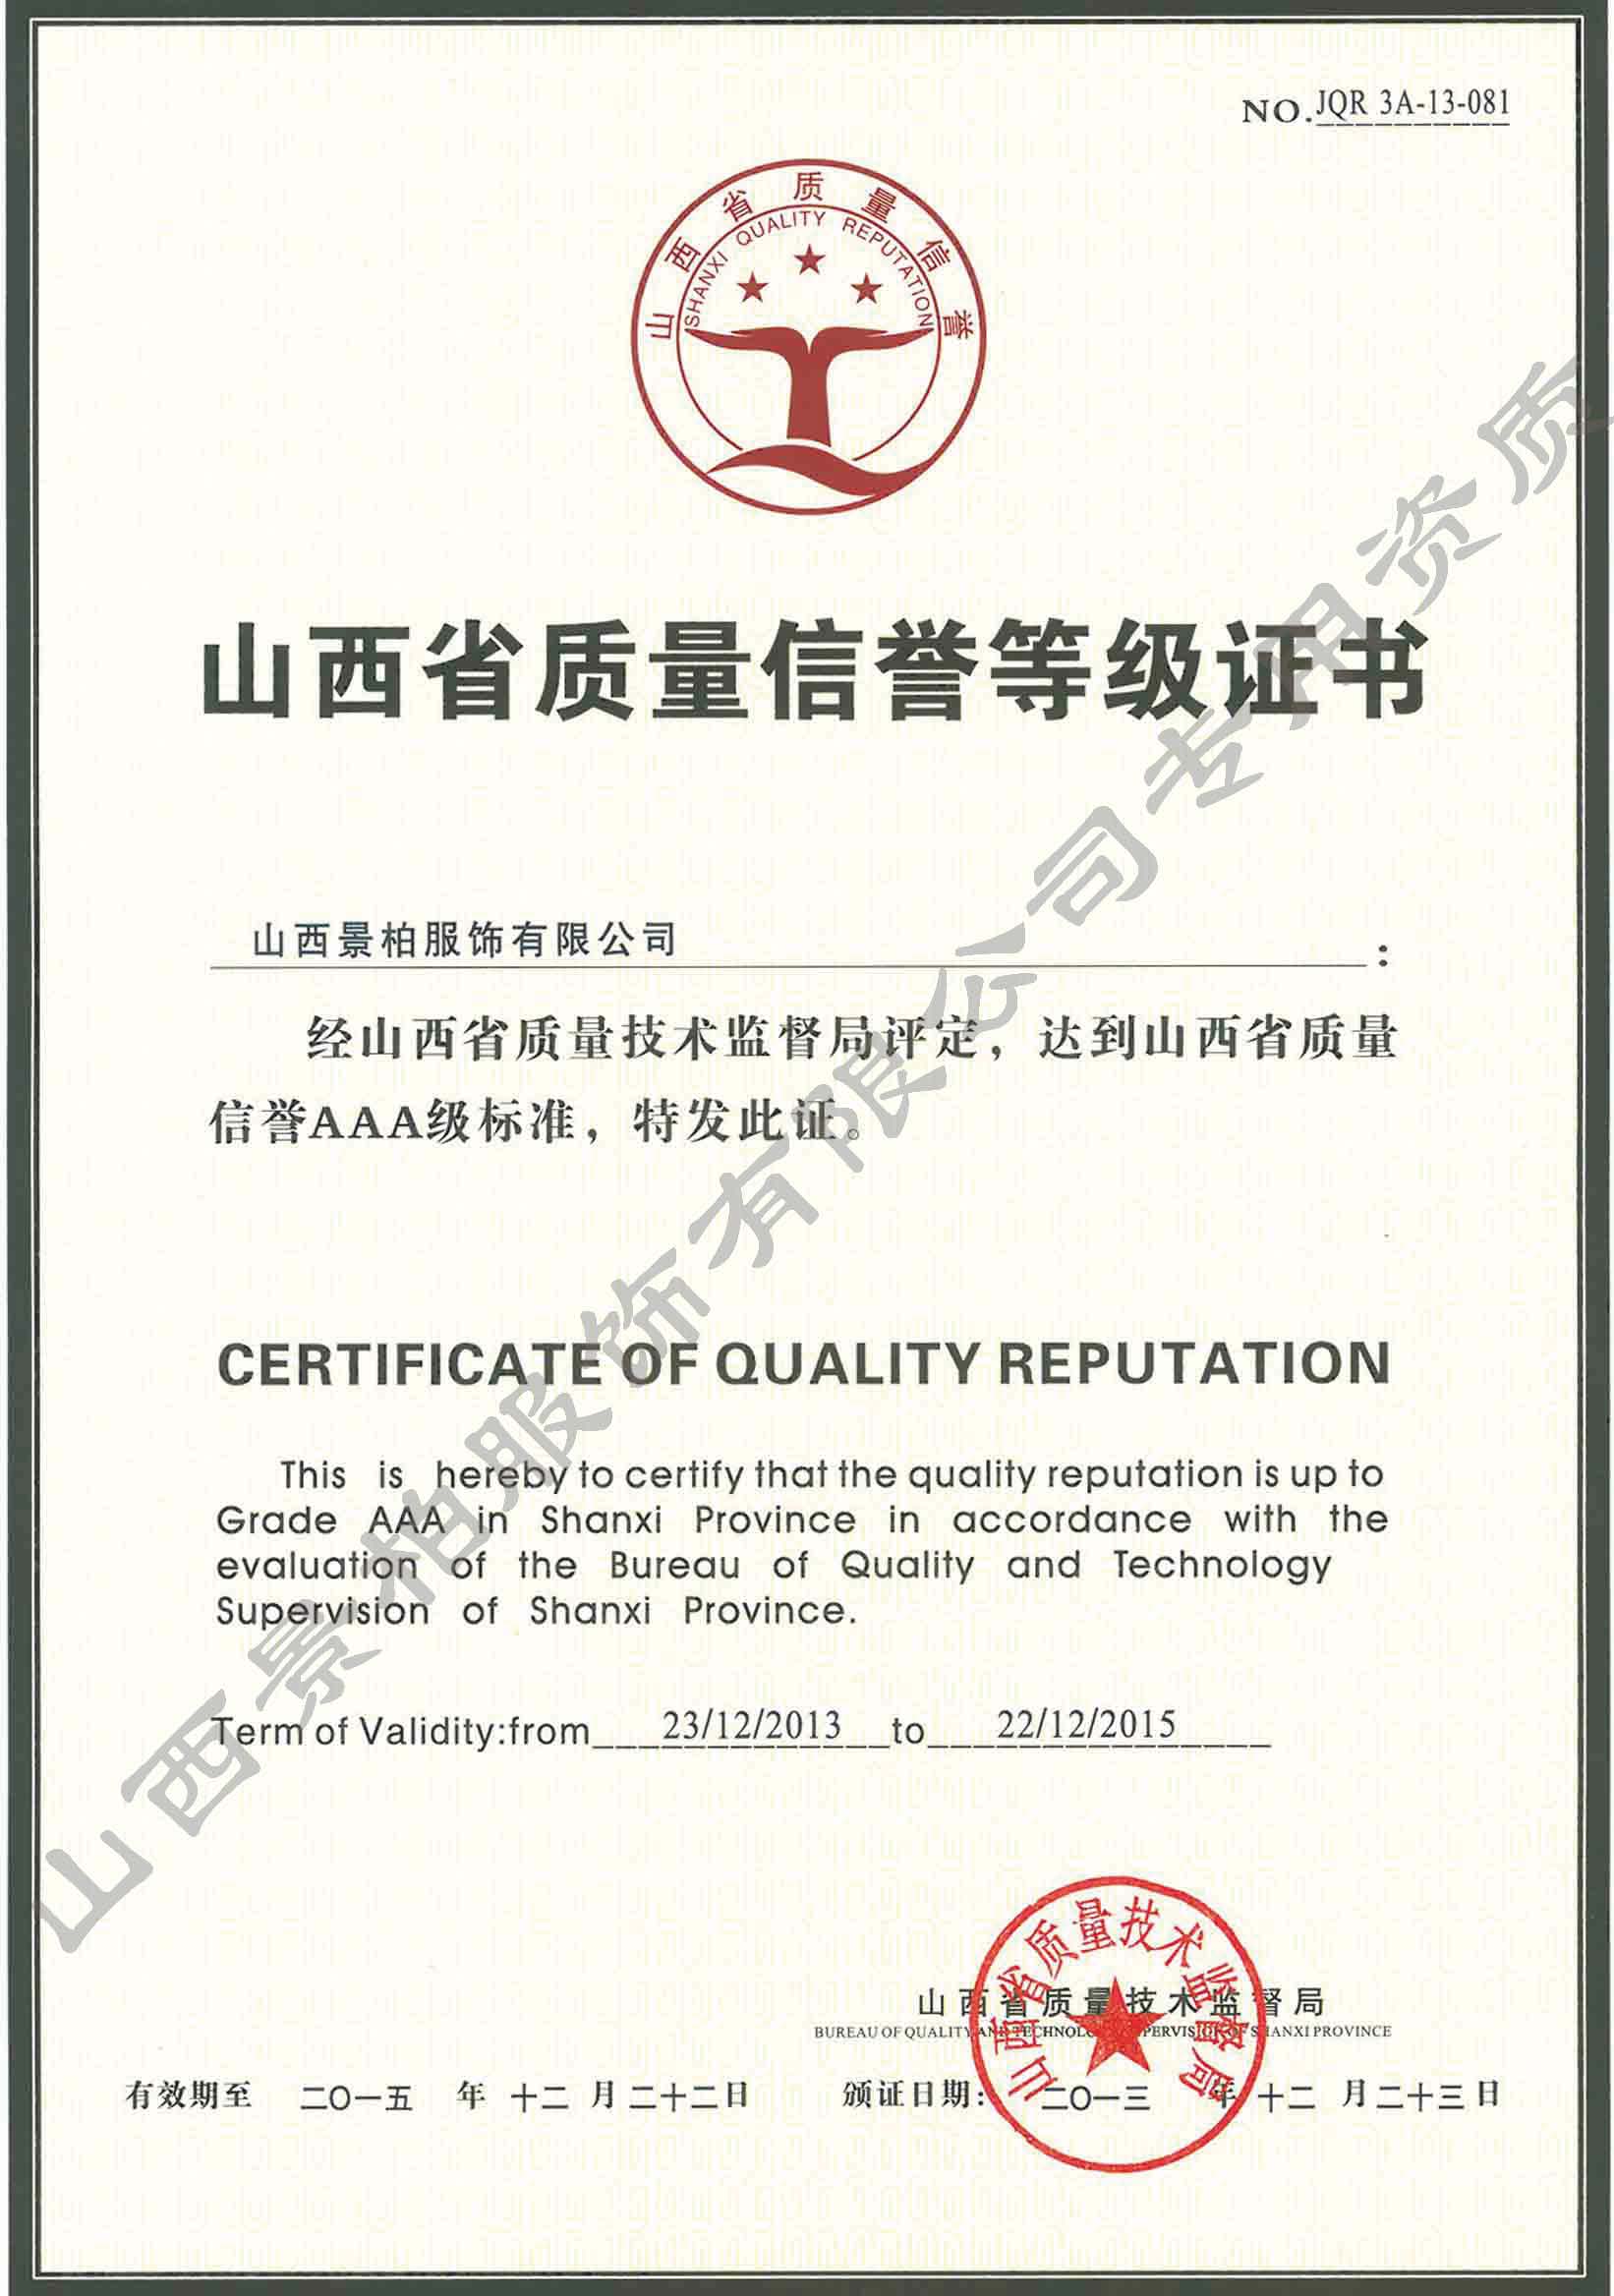 NO. JQR 3A-13-081
山西省质量信誉
SHANXI QUALITY REPUTATION
山西省质量信誉等级证书
山西景柏服饰有限公司：
经山西省质量技术监督局评定，达到山西省质量
信誉AAA级标准，特发此证。
CERTIFICATE OF QUALITY REPUTATION
This is hereby to certify that the quality reputation is up to
Grade AAA in Shanxi Province in accordance with the
evaluation of the Bureau of Quality and Technology
Supervision of Shanxi Province.
Term of Validity:from 23/12/2013 to 22/12/2015
山西省质量技术监督局
BUREAU OF QUALITY AND TECHNOLOGY SUPERVISION OF SHANXI PROVINCE
有效期至 二〇一五 年 十二 月 二十二日 颁证日期: 二〇一三 年 十二 月 二十三 日
山西省质量技术监督局
山西景柏服饰有限公司专用资质